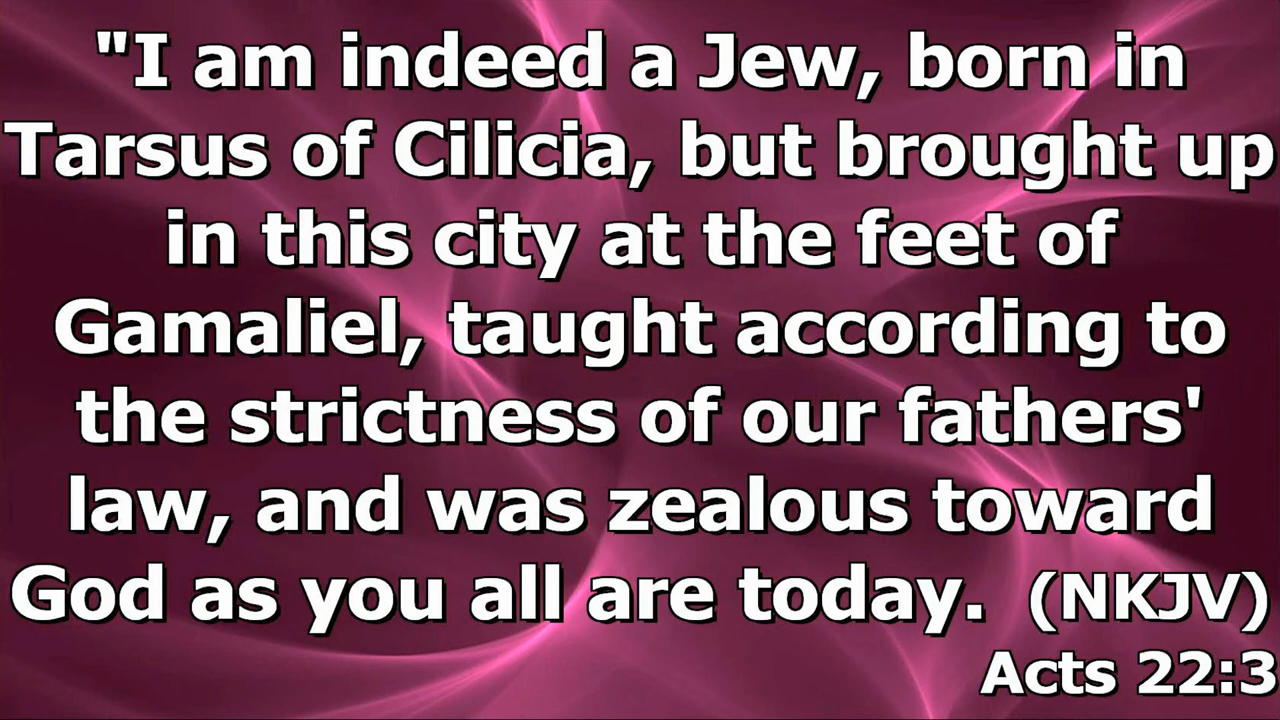 "I am indeed a Jew, born in
Tarsus of Cilicia, but brought up
in this city at the feet of
Gamaliel, taught according to
the strictness of our fathers'
law, and was zealous toward
God as you all are today. (NKJV)
Acts 22:3